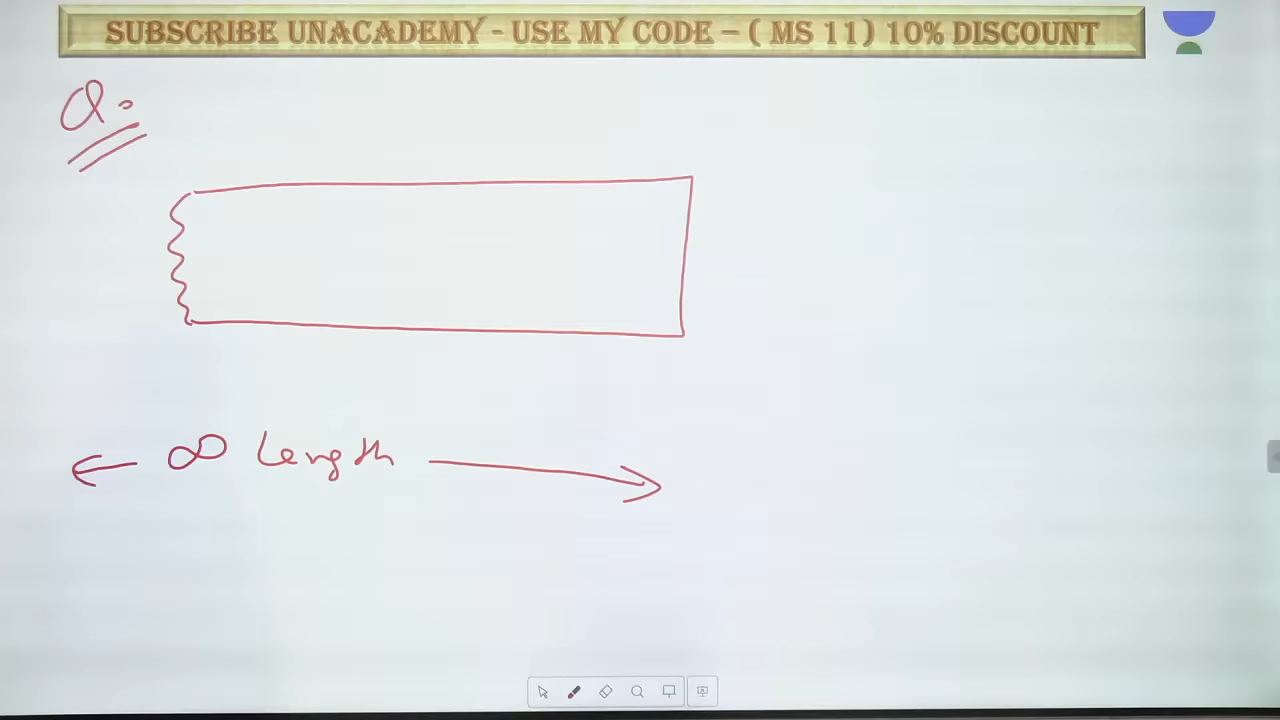 SUBSCRIBE UNACADEMY - USE MY CODE – ( MS 11 ) 10% DISCOUNT
Q.
∞ Length